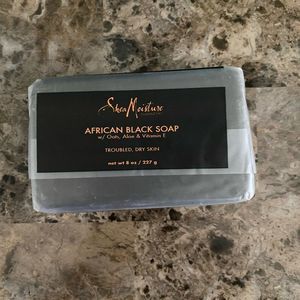 SheaMoisture
AFRICAN BLACK SOAP
w/ Oats, Aloe & Vitamin E
TROUBLED, DRY SKIN
net wt 8 oz / 227 g